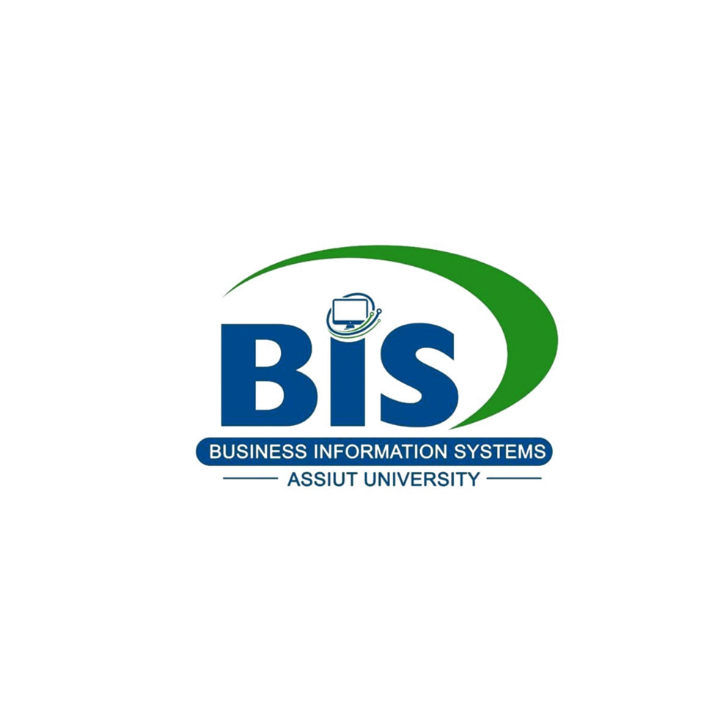 BiS
BUSINESS INFORMATION SYSTEMS
ASSIUT UNIVERSITY